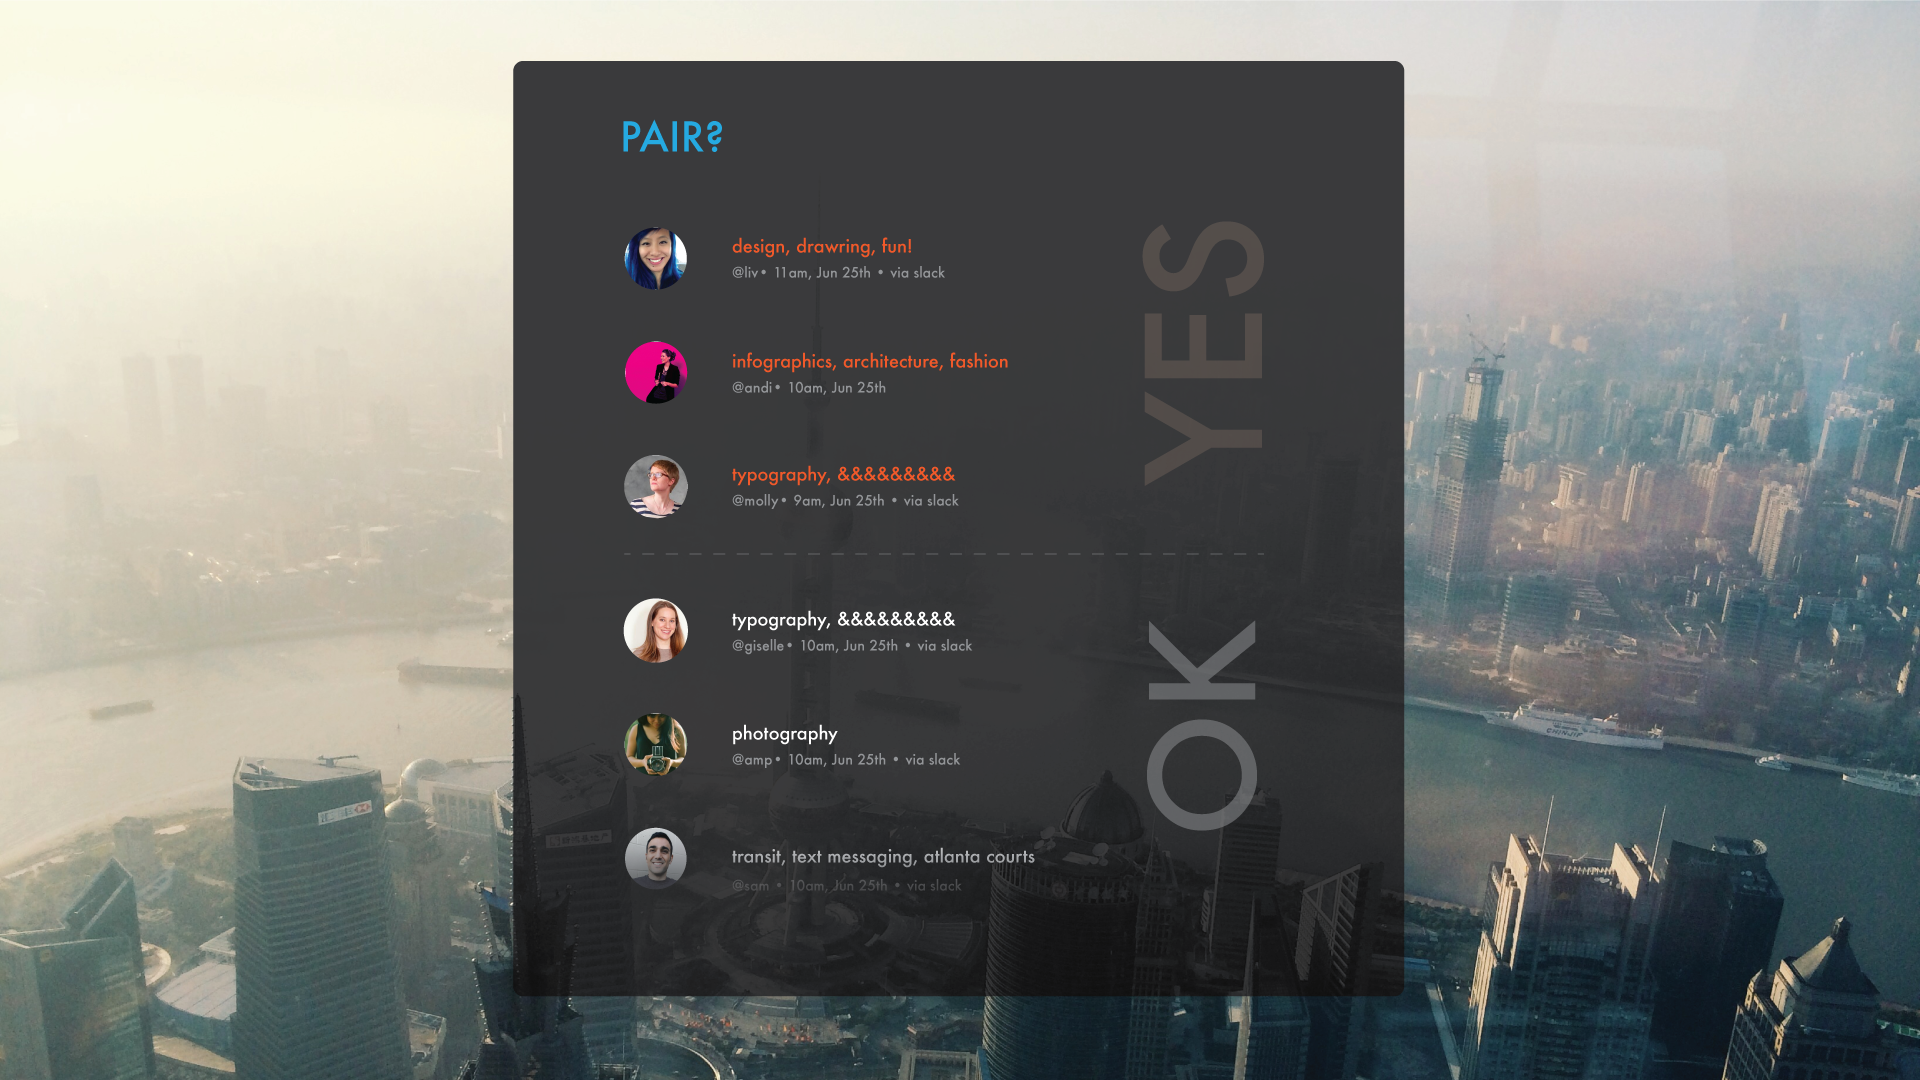 PAIR?
design, drawring, fun!
@liv • 11am, Jun 25th • via slack
infographics, architecture, fashion
@andi • 10am, Jun 25th
typography, &&&&&&&&&
@molly • 9am, Jun 25th • via slack
YES
typography, &&&&&&&&&
@giselle • 10am, Jun 25th • via slack
photography
@amp • 10am, Jun 25th • via slack
transit, text messaging, atlanta courts
@sam • 10am, Jun 25th • via slack
OK